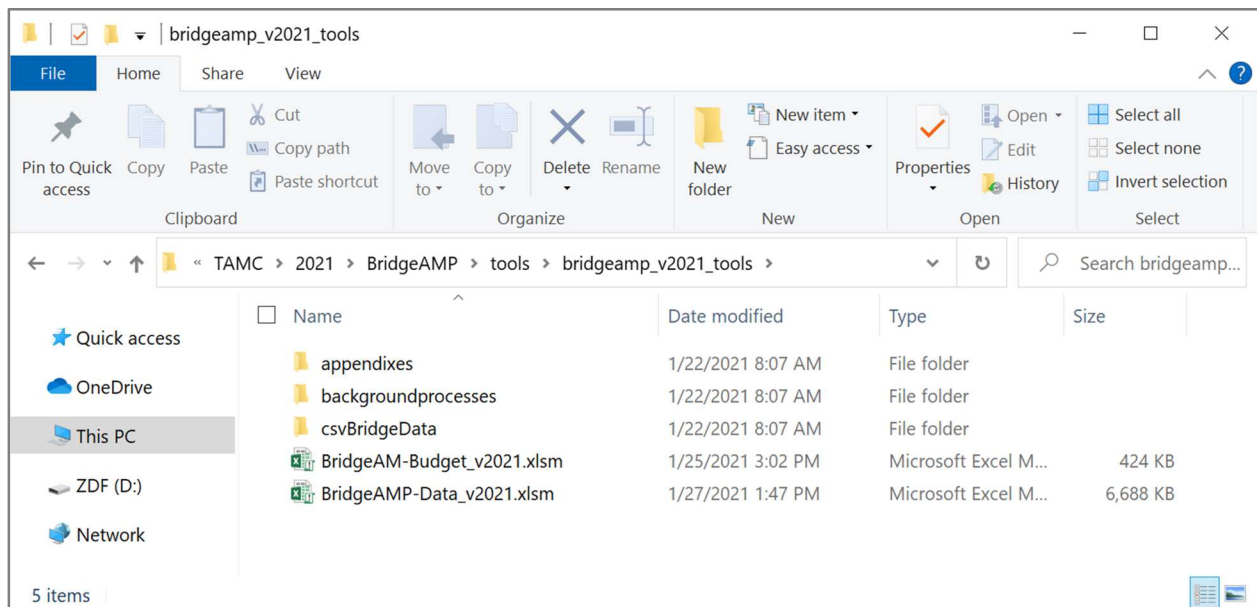 bridgeamp_v2021_tools
File Home Share View
Pin to Quick access
Copy
Paste
Cut
Copy path
Paste shortcut
Clipboard
Move to
Copy to
Delete
Rename
Organize
New folder
New item
Easy access
New
Properties
Open
Edit
History
Open
Select all
Select none
Invert selection
Select
« TAMC > 2021 > BridgeAMP > tools > bridgeamp_v2021_tools >
Search bridgeamp...
Quick access
OneDrive
This PC
ZDF (D:)
Network
Name Date modified Type Size
appendixes 1/22/2021 8:07 AM File folder
backgroundprocesses 1/22/2021 8:07 AM File folder
csvBridgeData 1/22/2021 8:07 AM File folder
BridgeAM-Budget_v2021.xlsm 1/25/2021 3:02 PM Microsoft Excel M... 424 KB
BridgeAMP-Data_v2021.xlsm 1/27/2021 1:47 PM Microsoft Excel M... 6,688 KB
5 items